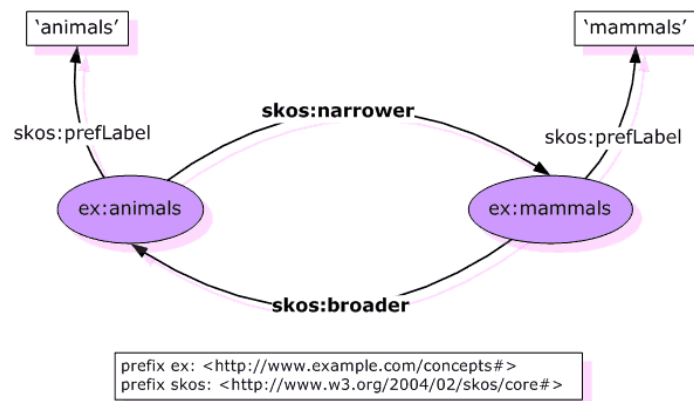 ‘animals’
‘mammals’
skos:narrower
skos:prefLabel
skos:prefLabel
ex:animals
ex:mammals
skos:broader
prefix ex: <http://www.example.com/concepts#>
prefix skos: <http://www.w3.org/2004/02/skos/core#>